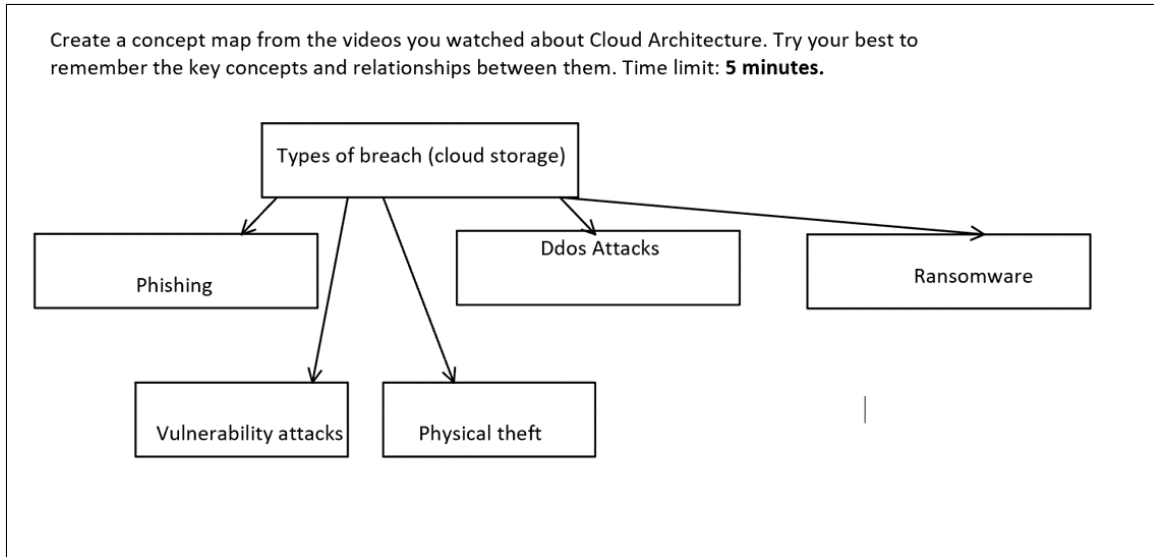 Create a concept map from the videos you watched about Cloud Architecture. Try your best to
remember the key concepts and relationships between them. Time limit: 5 minutes.
Types of breach (cloud storage)
Phishing
Ddos Attacks
Ransomware
Vulnerability attacks
Physical theft